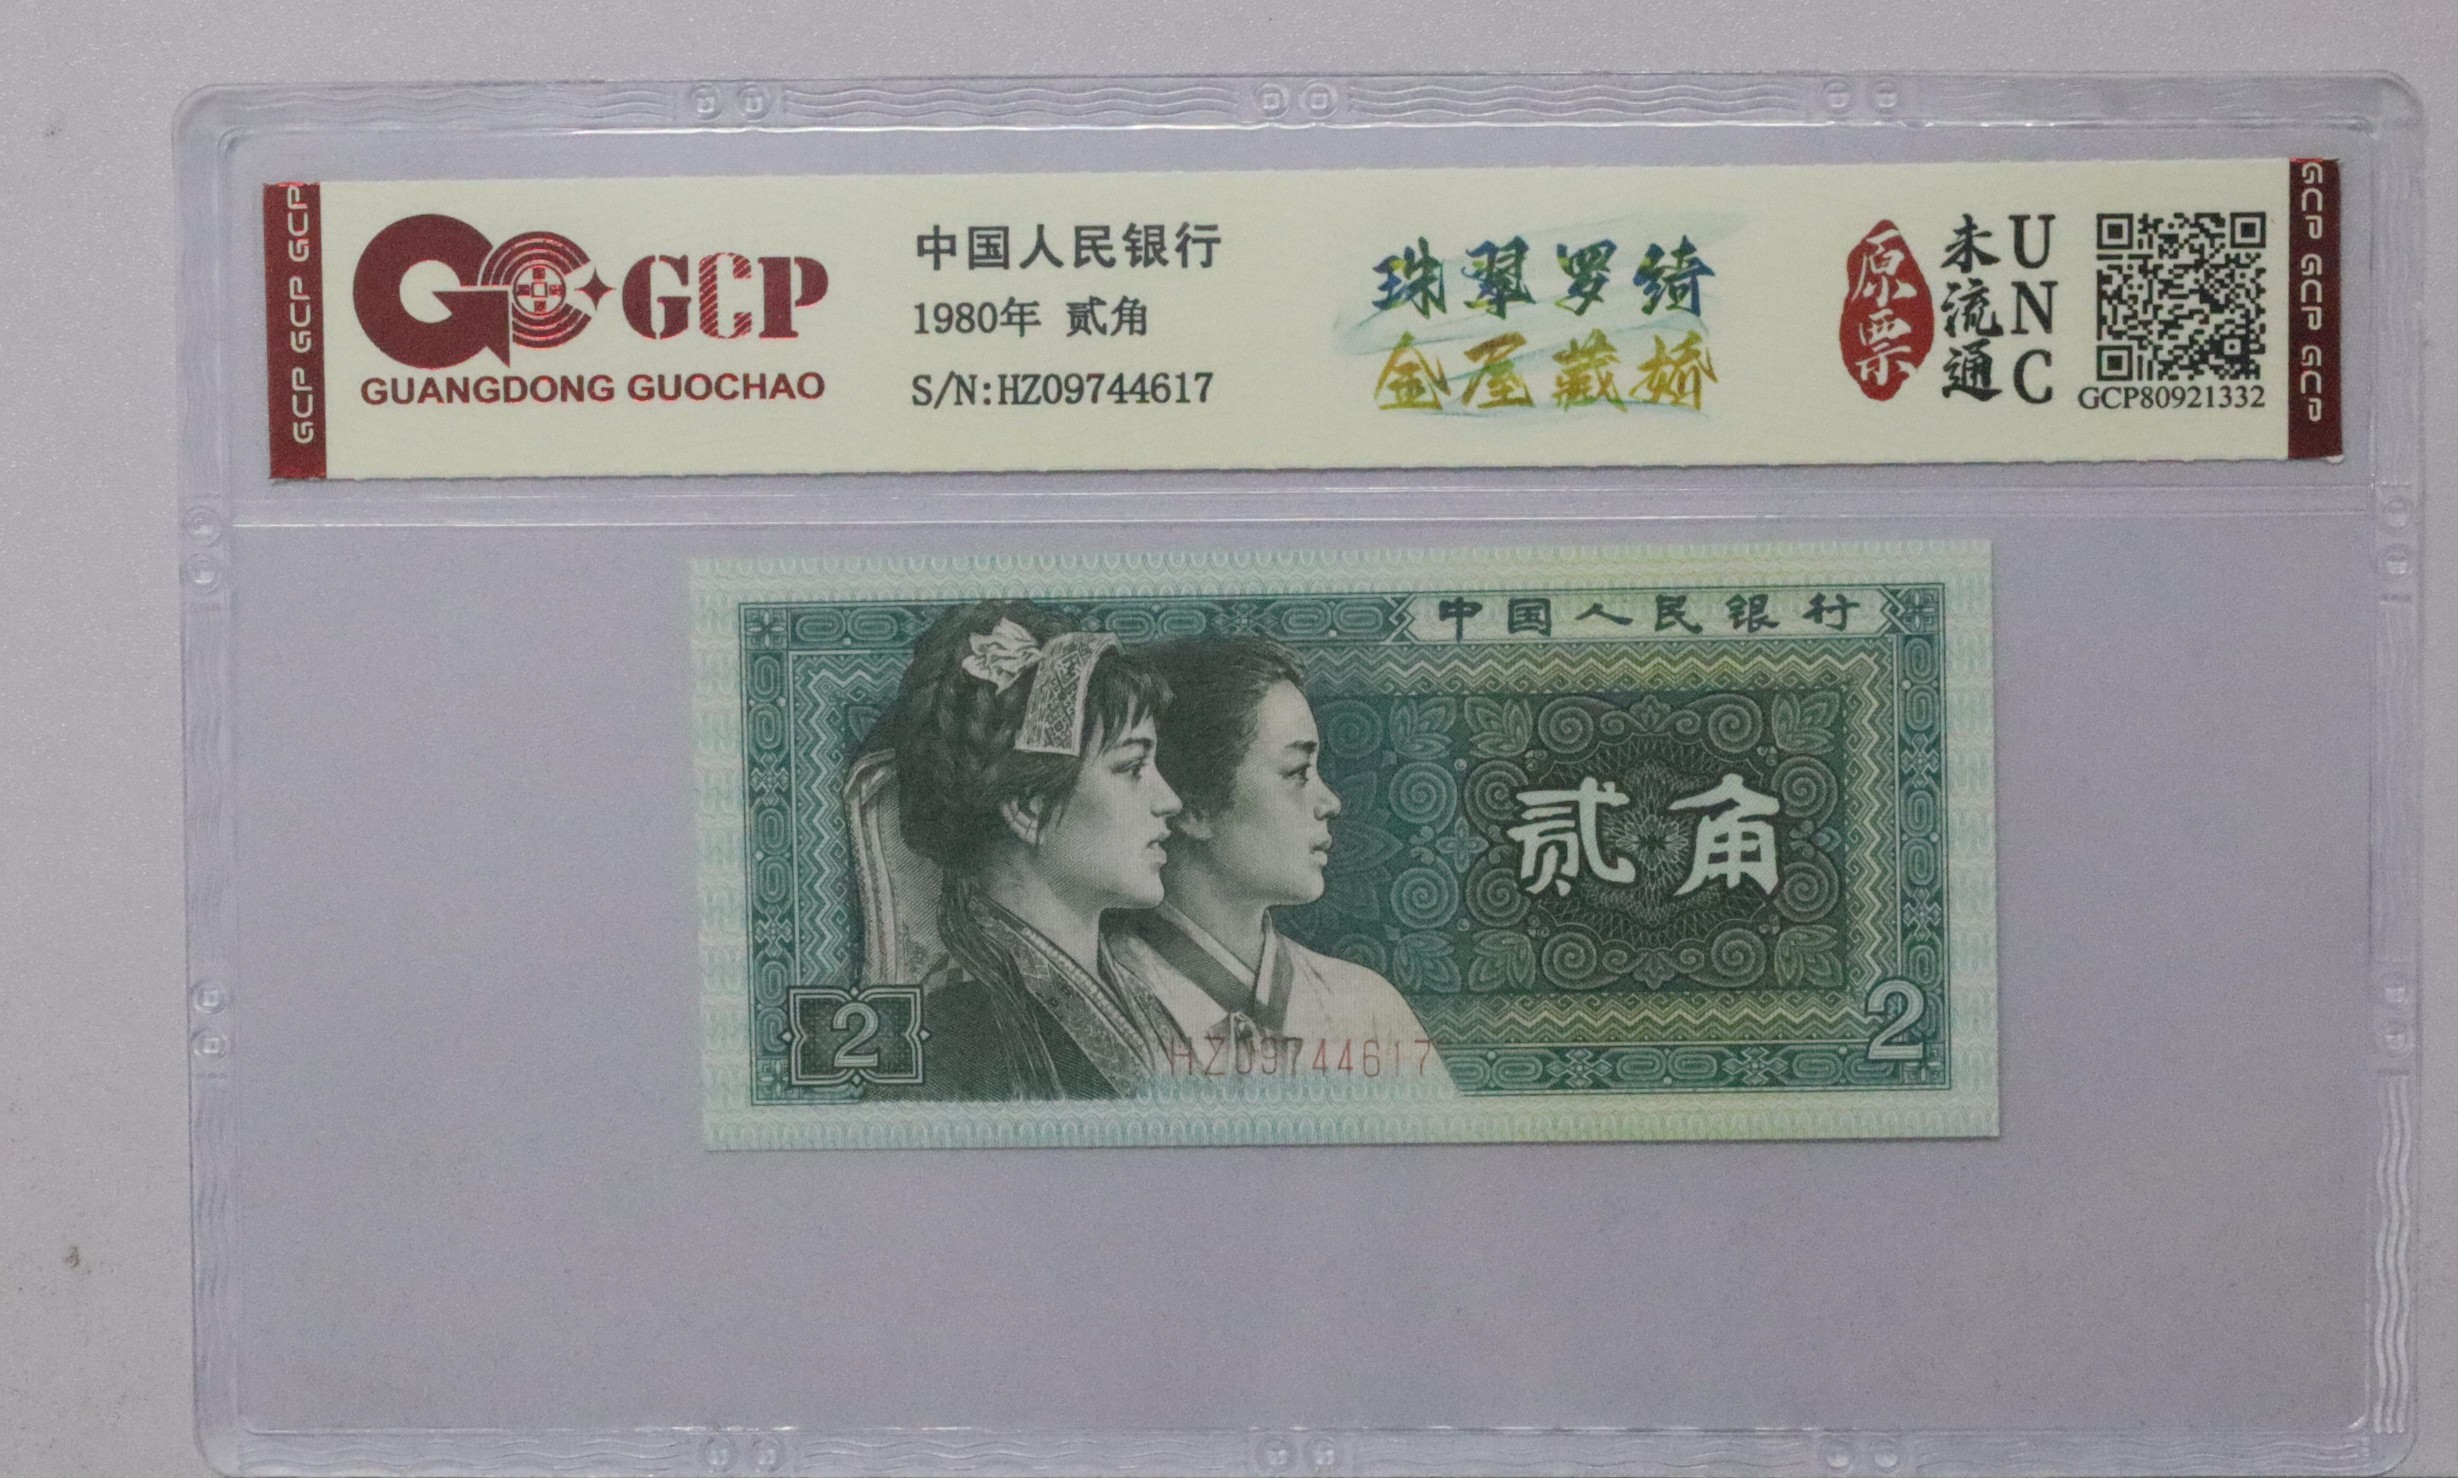 GCP GCP GCP
GCP
GUANGDONG GUOCHAO
中国人民银行
1980年 贰角
S/N:HZ09744617
珠翠罗绮
金屋藏娇
原票
未流通
UNC
GCP80921332
GCP GCP GCP
中国人民银行
贰角
2
2
HZ09744617